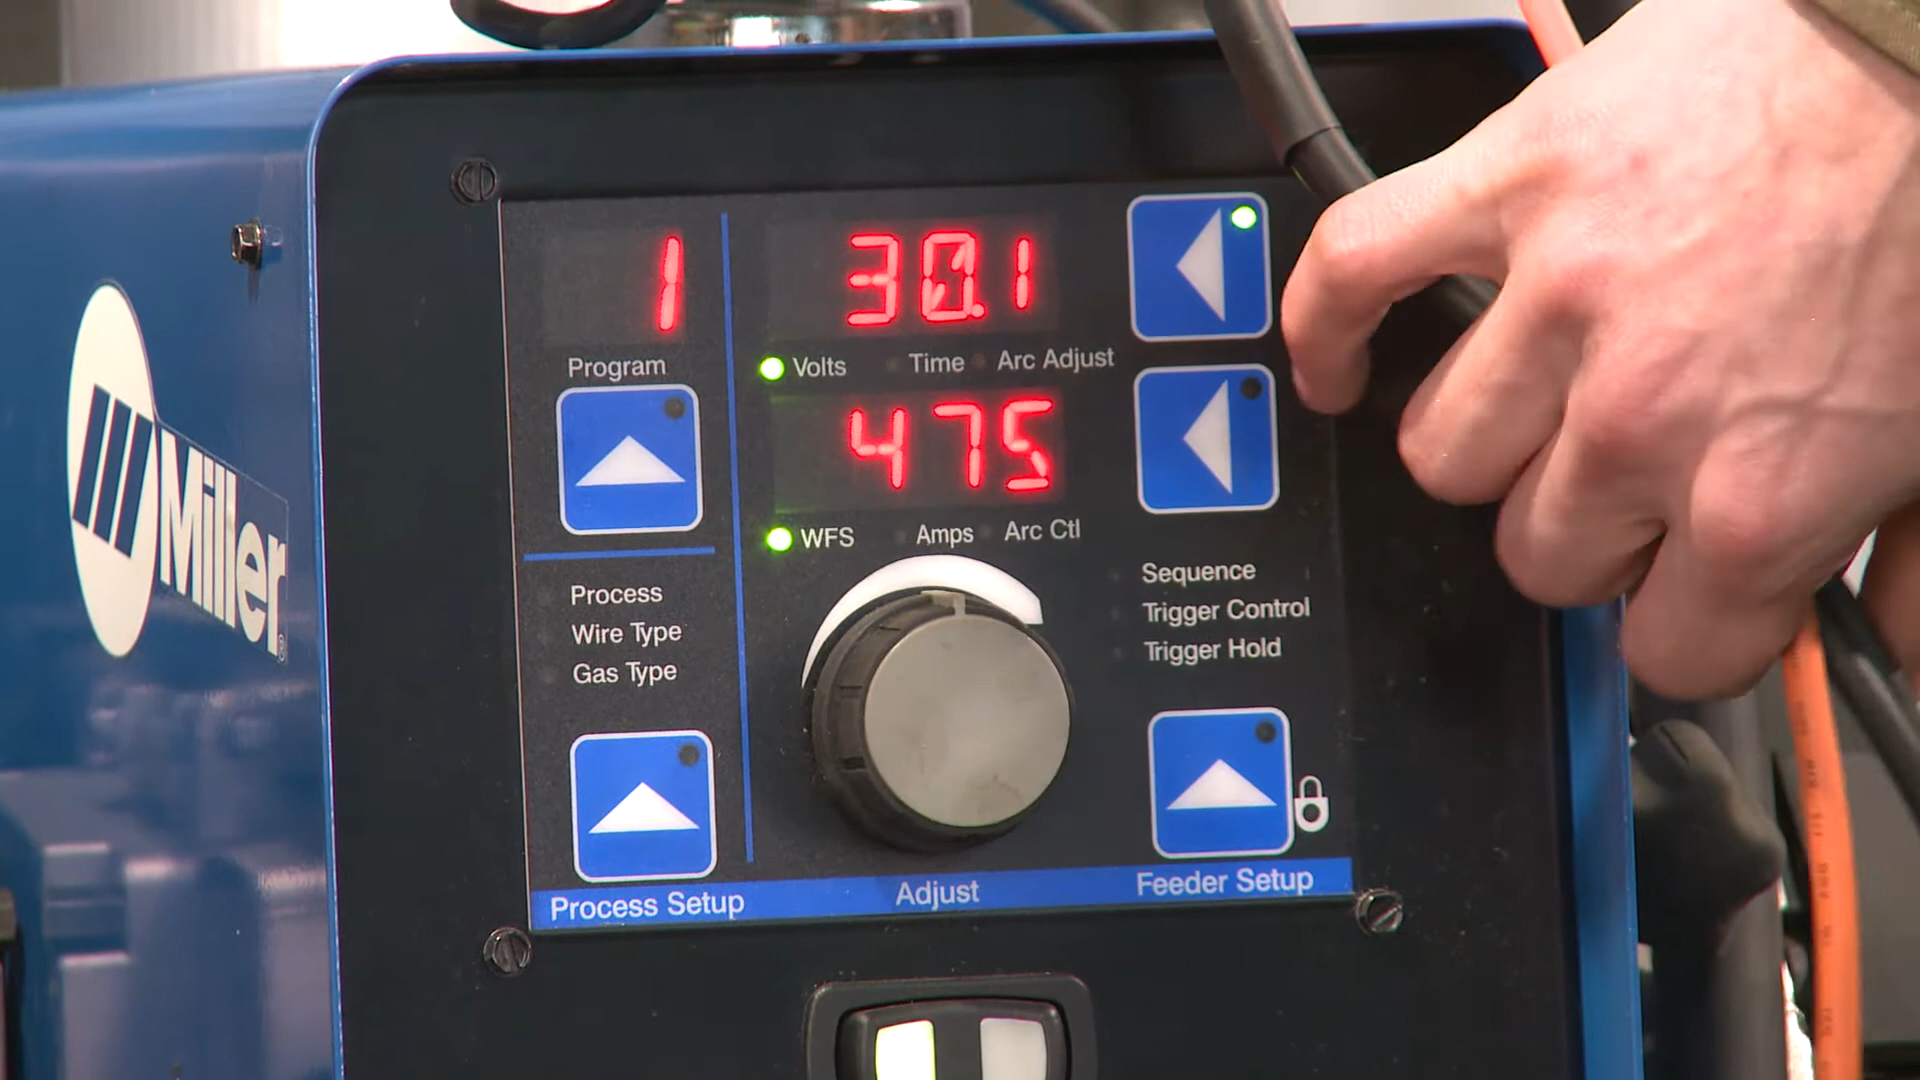 Miller
1
Program
Process
Wire Type
Gas Type
Process Setup
30.1
Volts Time Arc Adjust
475
WFS Amps Arc Ctl
Adjust
Sequence
Trigger Control
Trigger Hold
Feeder Setup